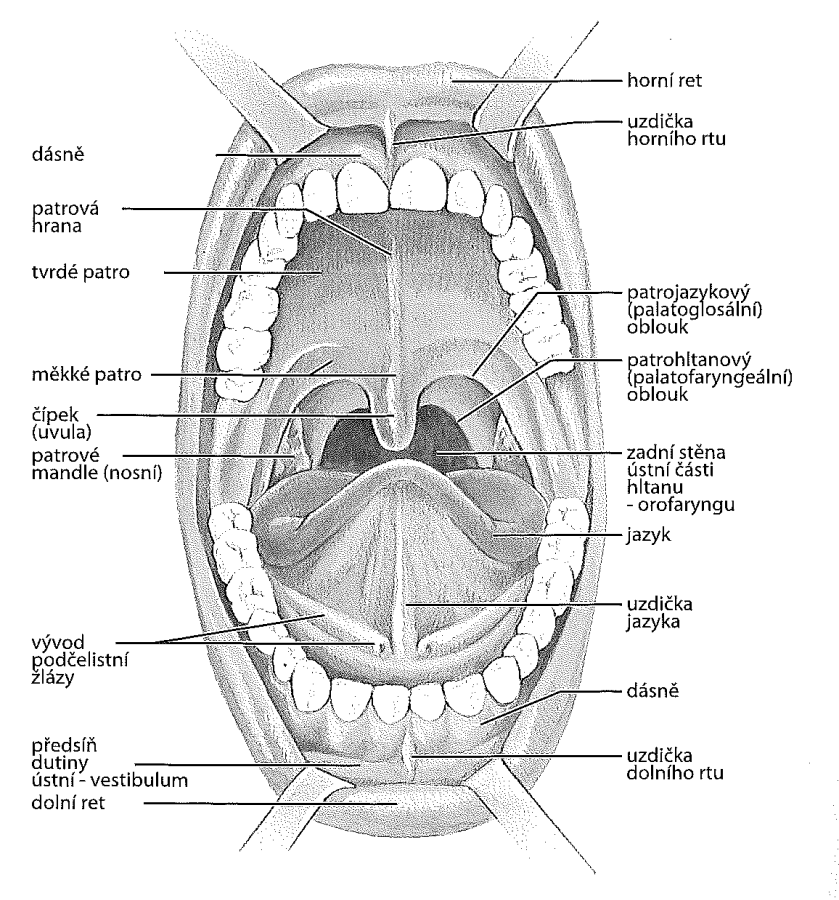 horní ret
uzdička
horního rtu
dásně
patrová
hrana
tvrdé patro
patrojazykový
(palatoglosální)
oblouk
patrohltanový
(palatofaryngeální)
oblouk
měkké patro
čípek
(uvula)
patrové
mandle (nosní)
zadní stěna
ústní části
hltanu
- orofaryngu
jazyk
uzdička
jazyka
vývod
podčelistní
žlázy
dásně
předsíň
dutiny
ústní - vestibulum
dolní ret
uzdička
dolního rtu